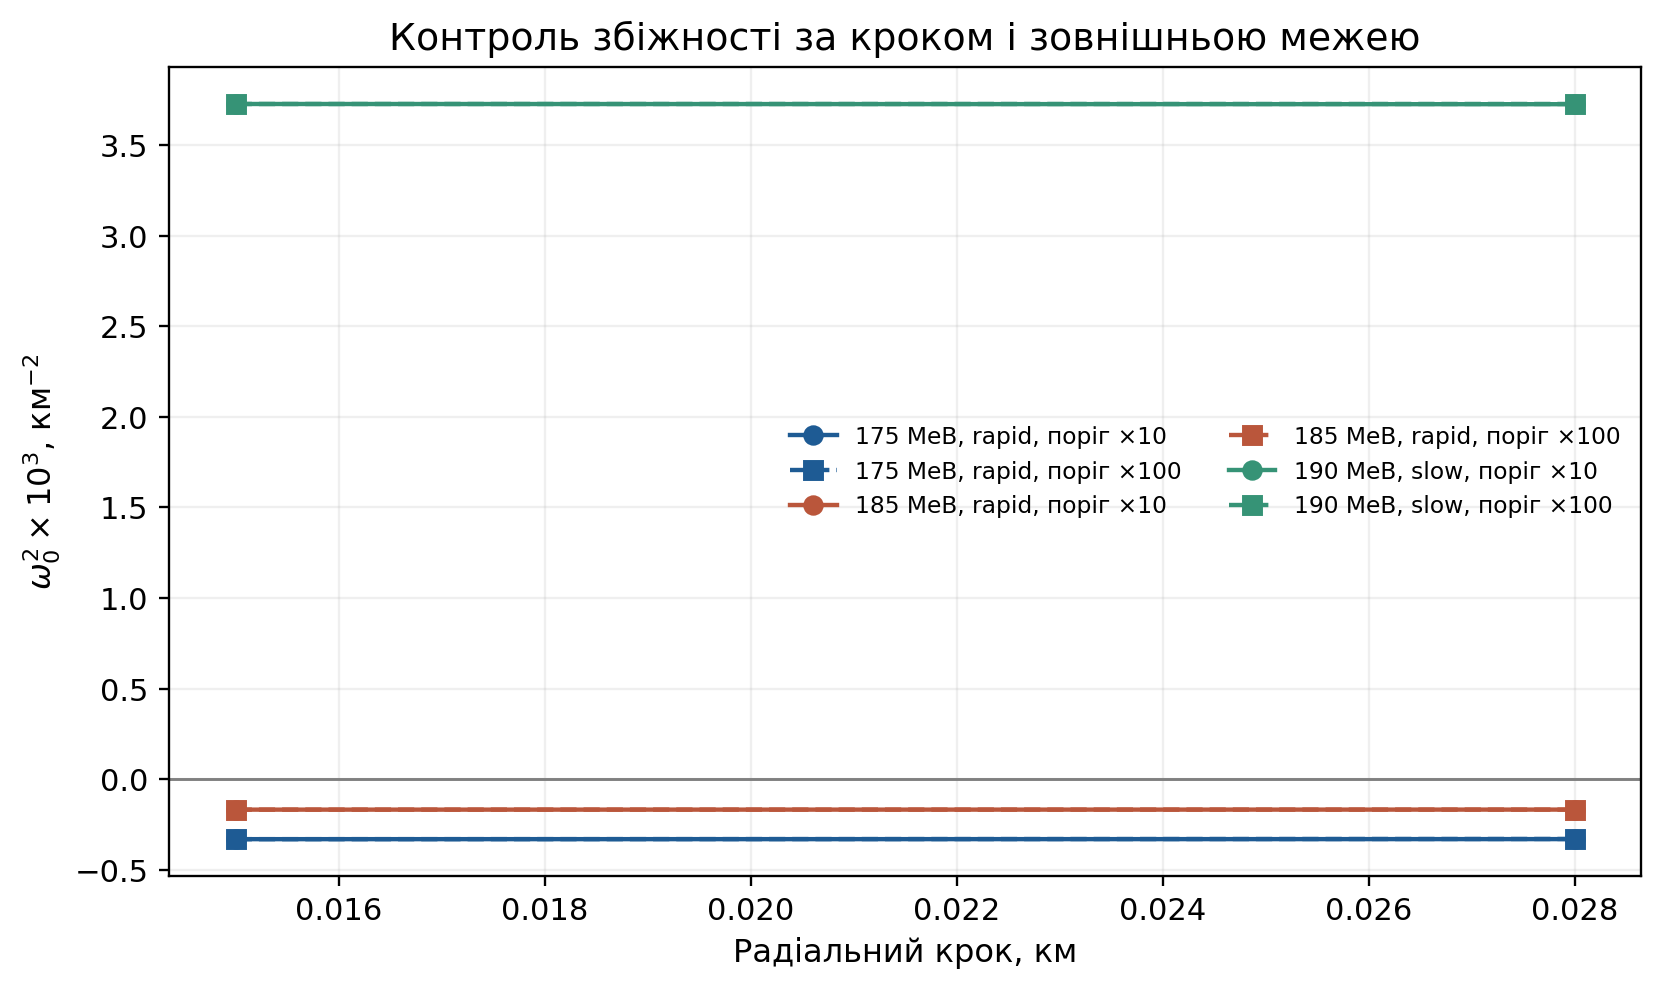 Контроль збіжності за кроком і зовнішньою межею
ω₀² × 10³, км⁻²
3.5
3.0
2.5
2.0
1.5
1.0
0.5
0.0
−0.5
175 МеВ, rapid, поріг ×10
175 МеВ, rapid, поріг ×100
185 МеВ, rapid, поріг ×10
185 МеВ, rapid, поріг ×100
190 МеВ, slow, поріг ×10
190 МеВ, slow, поріг ×100
0.016 0.018 0.020 0.022 0.024 0.026 0.028
Радіальний крок, км